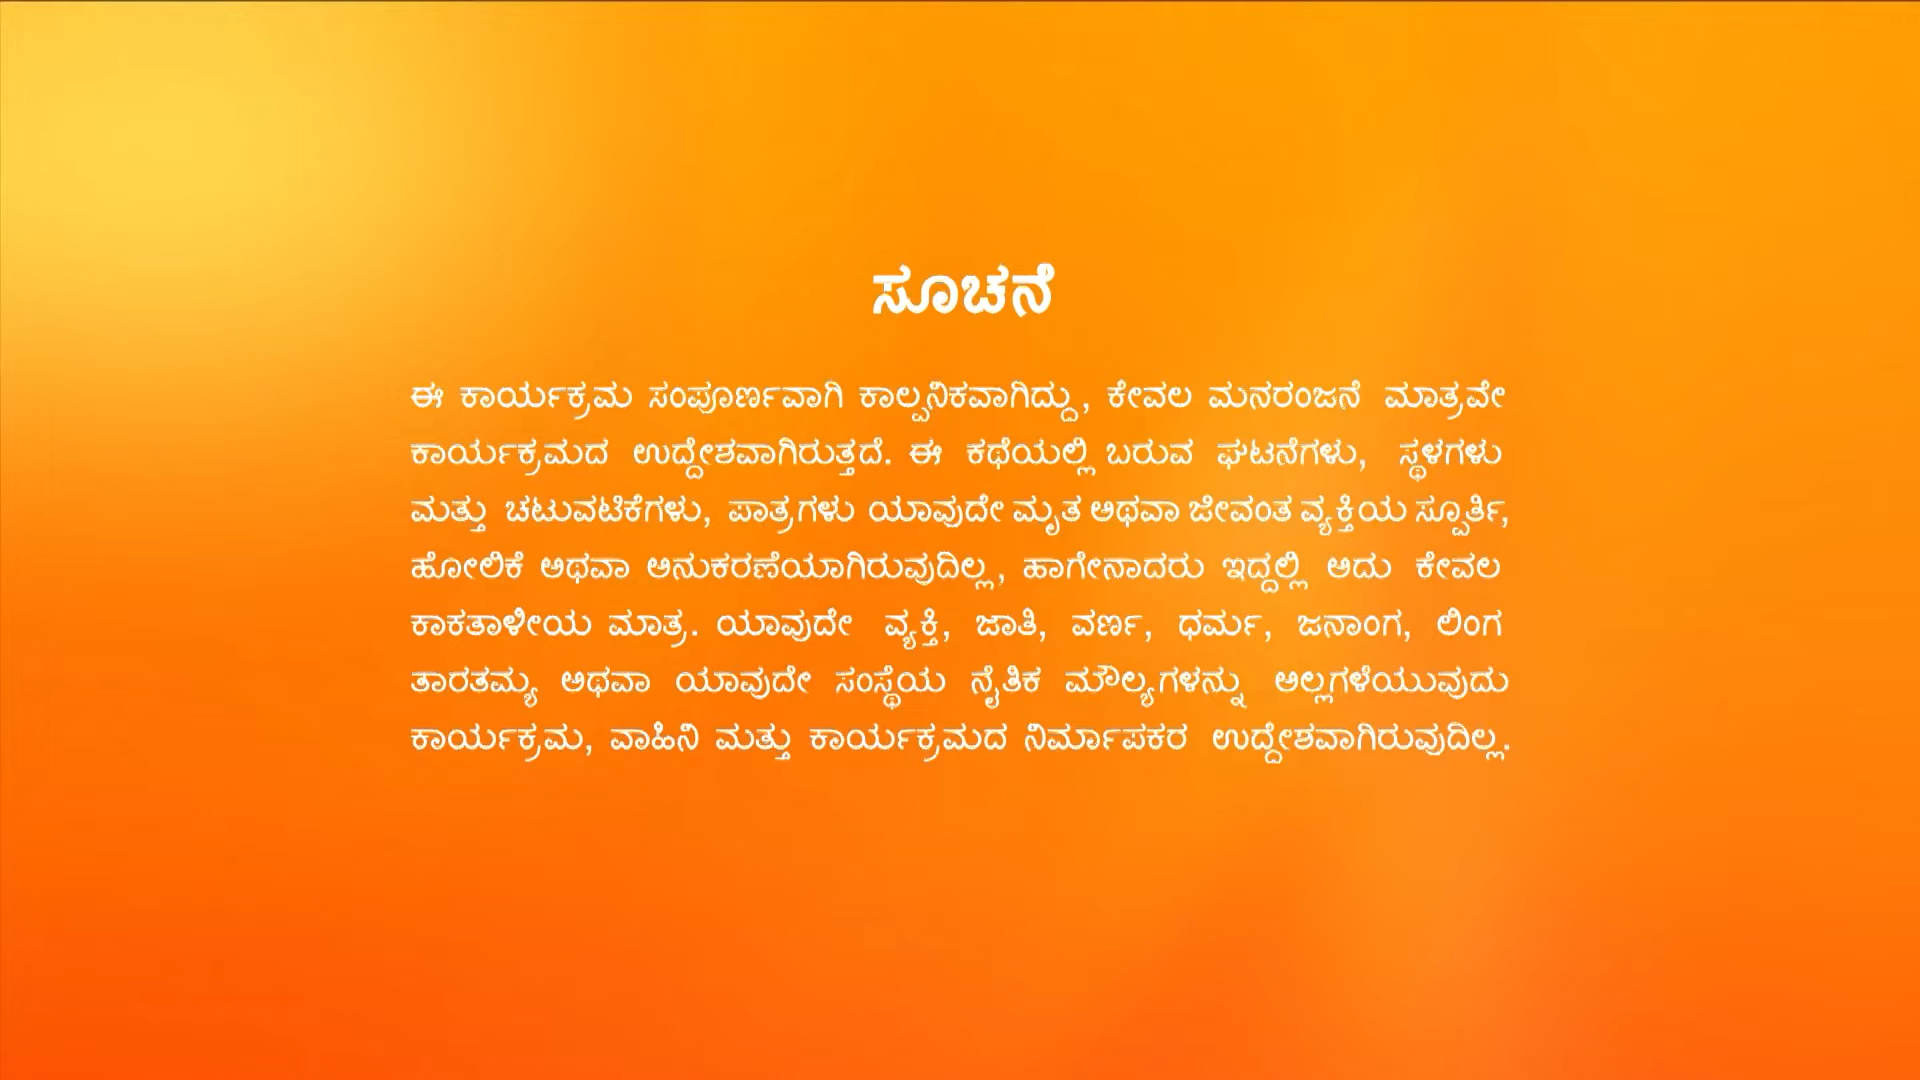 ಸೂಚನೆ
ಈ ಕಾರ್ಯಕ್ರಮ ಸಂಪೂರ್ಣವಾಗಿ ಕಾಲ್ಪನಿಕವಾಗಿದ್ದು, ಕೇವಲ ಮನರಂಜನೆ ಮಾತ್ರವೇ
ಕಾರ್ಯಕ್ರಮದ ಉದ್ದೇಶವಾಗಿರುತ್ತದೆ. ಈ ಕಥೆಯಲ್ಲಿ ಬರುವ ಘಟನೆಗಳು, ಸ್ಥಳಗಳು
ಮತ್ತು ಚಟುವಟಿಕೆಗಳು, ಪಾತ್ರಗಳು ಯಾವುದೇ ಮೃತ ಅಥವಾ ಜೀವಂತ ವ್ಯಕ್ತಿಯ ಸ್ಪೂರ್ತಿ,
ಹೋಲಿಕೆ ಅಥವಾ ಅನುಕರಣೆಯಾಗಿರುವುದಿಲ್ಲ, ಹಾಗೇನಾದರು ಇದ್ದಲ್ಲಿ ಅದು ಕೇವಲ
ಕಾಕತಾಳೀಯ ಮಾತ್ರ. ಯಾವುದೇ ವ್ಯಕ್ತಿ, ಜಾತಿ, ವರ್ಣ, ಧರ್ಮ, ಜನಾಂಗ, ಲಿಂಗ
ತಾರತಮ್ಯ ಅಥವಾ ಯಾವುದೇ ಸಂಸ್ಥೆಯ ನೈತಿಕ ಮೌಲ್ಯಗಳನ್ನು ಅಲ್ಲಗಳೆಯುವುದು
ಕಾರ್ಯಕ್ರಮ, ವಾಹಿನಿ ಮತ್ತು ಕಾರ್ಯಕ್ರಮದ ನಿರ್ಮಾಪಕರ ಉದ್ದೇಶವಾಗಿರುವುದಿಲ್ಲ.